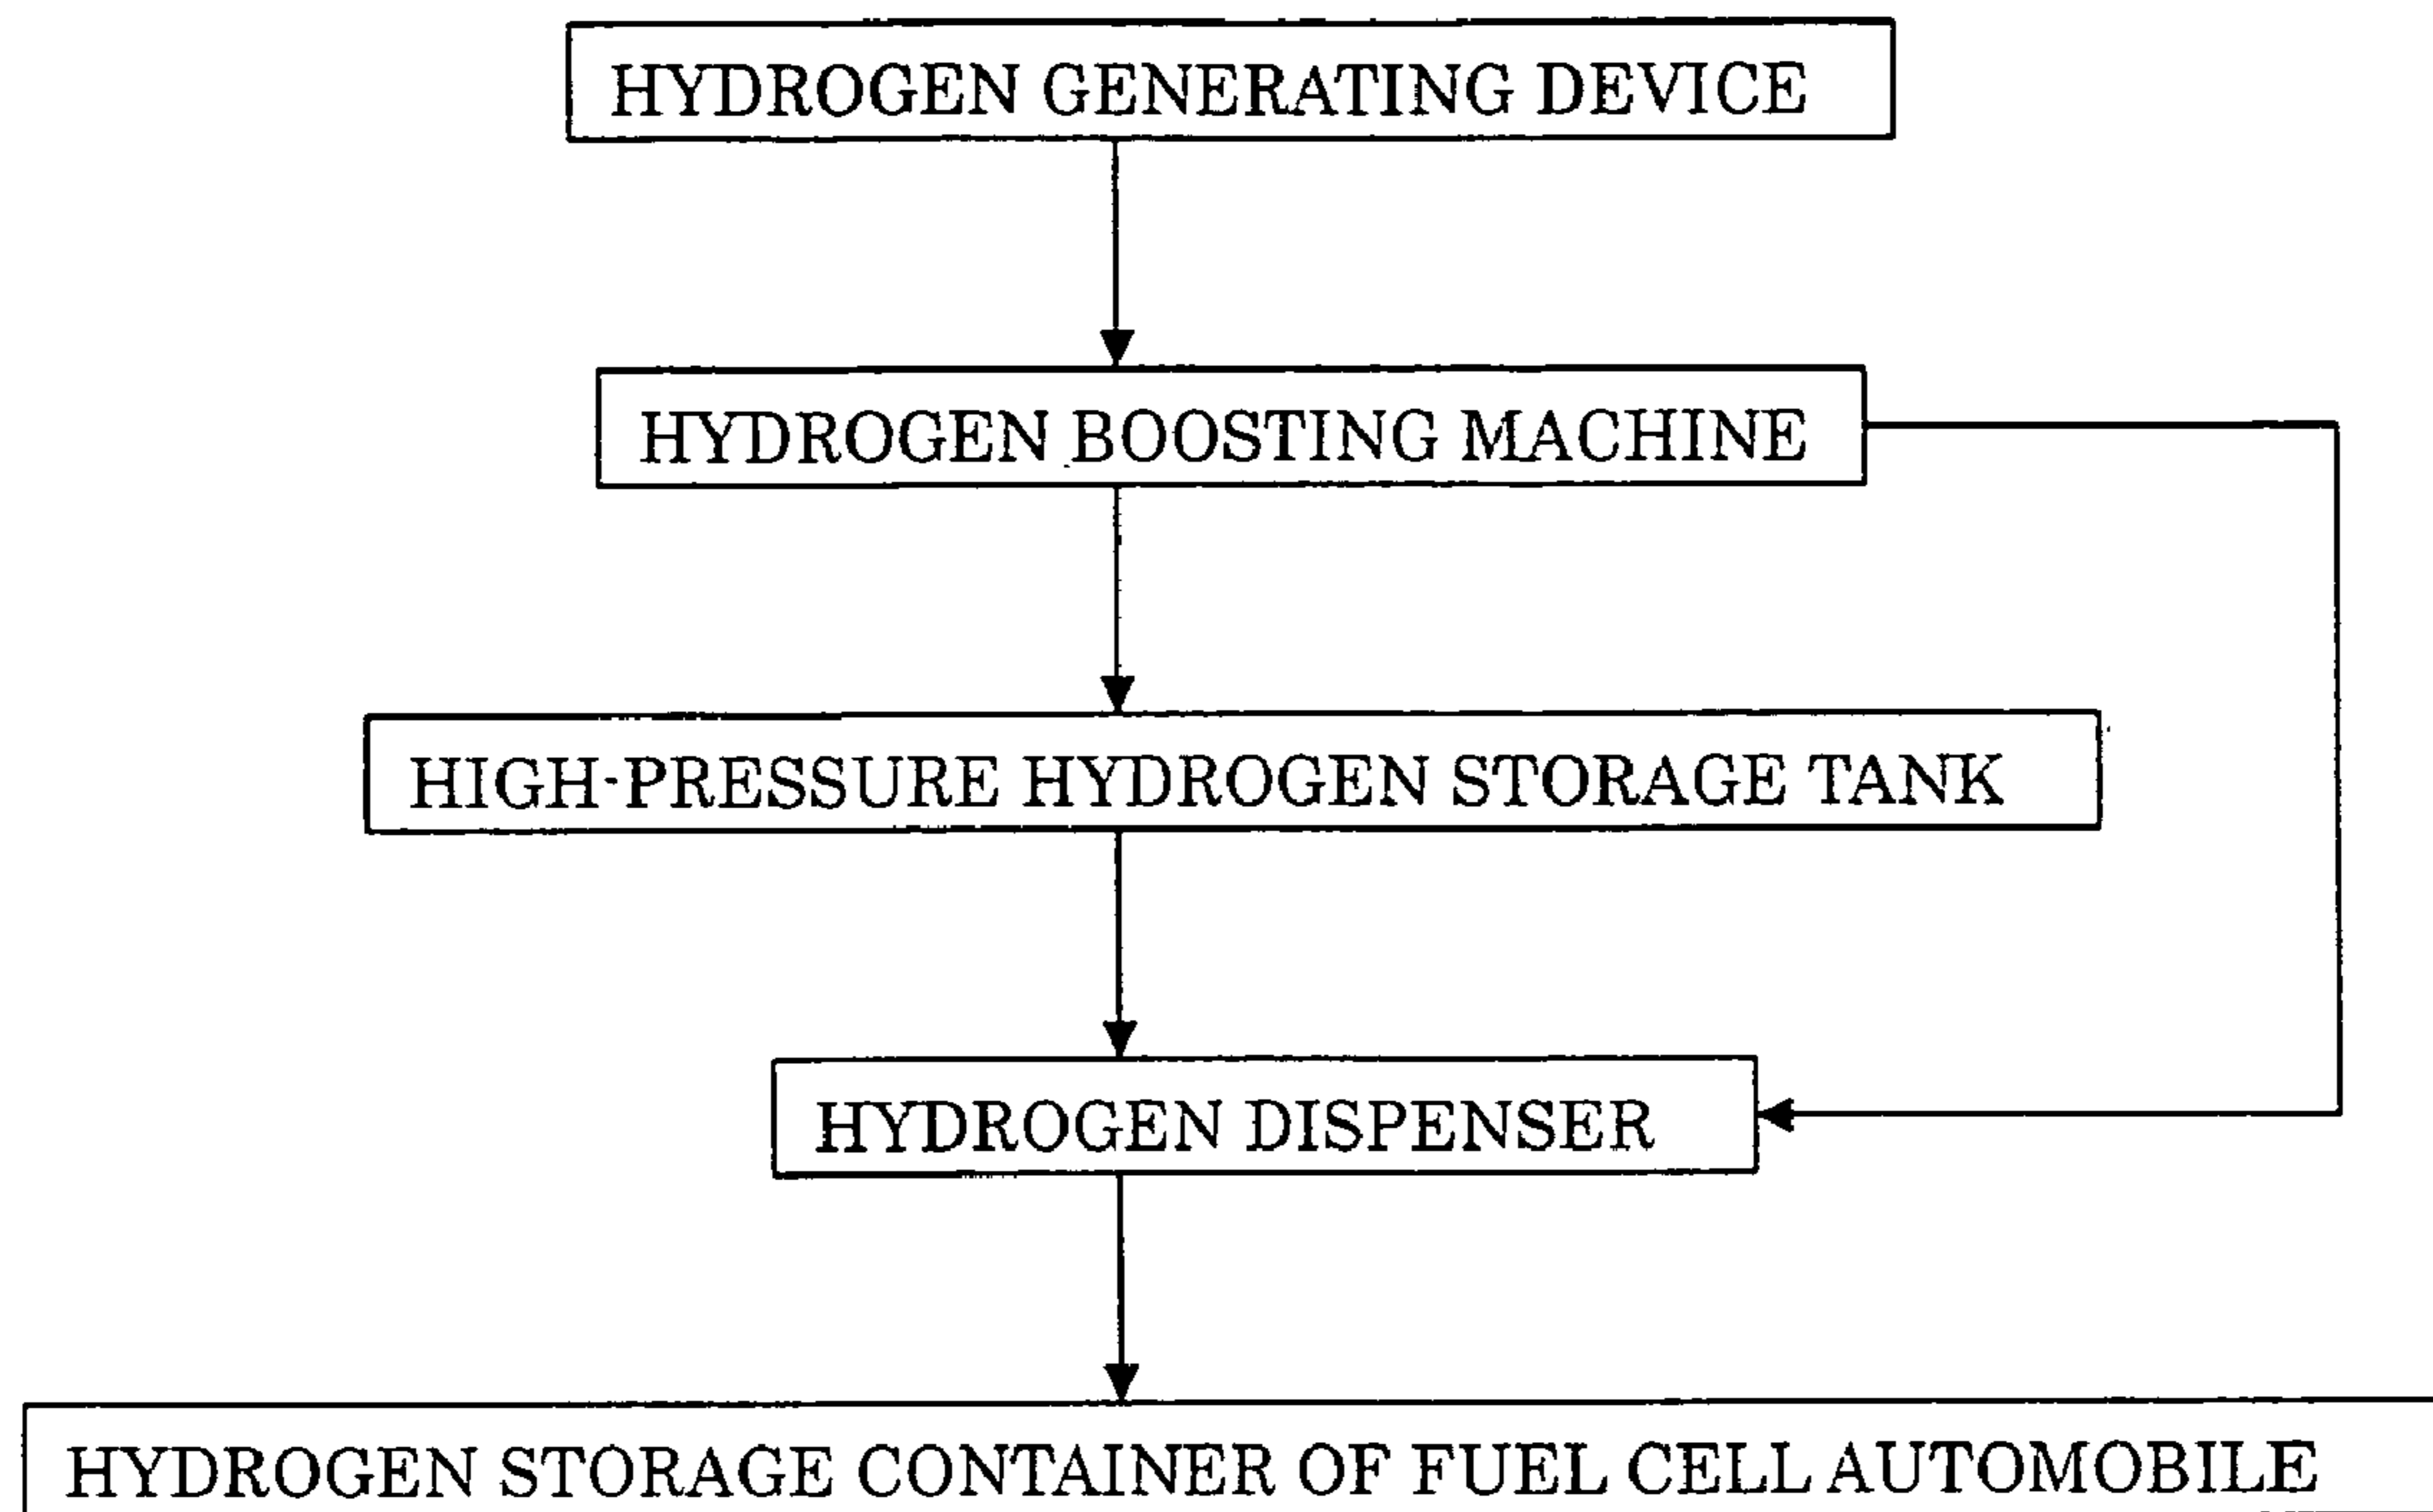 HYDROGEN GENERATING DEVICE
HYDROGEN BOOSTING MACHINE
HIGH-PRESSURE HYDROGEN STORAGE TANK
HYDROGEN DISPENSER
HYDROGEN STORAGE CONTAINER OF FUEL CELL AUTOMOBILE